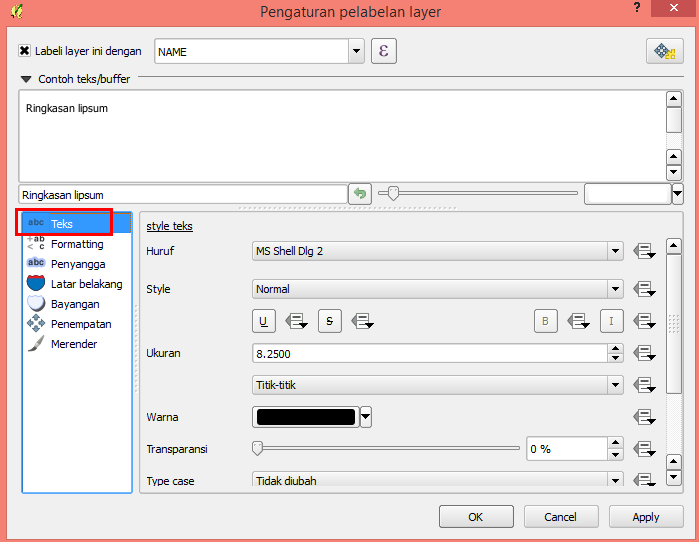 Pengaturan pelabelan layer
? ×
Labeli layer ini dengan NAME ε
Contoh teks/buffer
Ringkasan lipsum
Ringkasan lipsum
abc Teks
+ab < c Formatting
abc Penyangga
Latar belakang
Bayangan
Penempatan
Merender
style teks
Huruf MS Shell Dlg 2
Style Normal
U S B I
Ukuran 8.2500
Titik-titik
Warna
Transparansi 0 %
Type case Tidak diubah
OK Cancel Apply